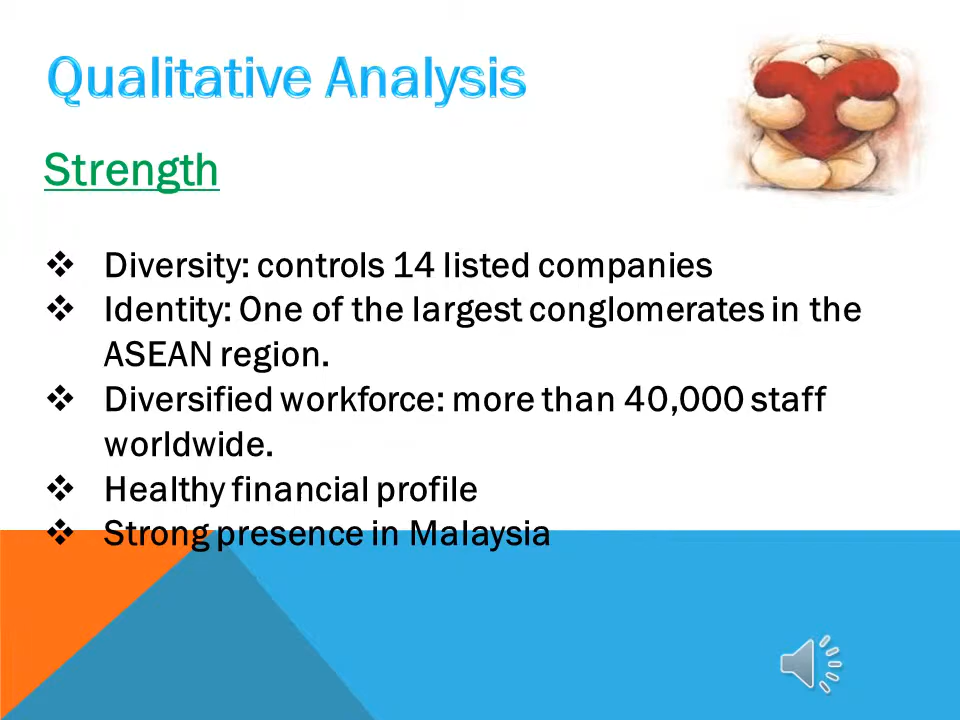 Qualitative Analysis
Strength
❖ Diversity: controls 14 listed companies
❖ Identity: One of the largest conglomerates in the
ASEAN region.
❖ Diversified workforce: more than 40,000 staff
worldwide.
❖ Healthy financial profile
❖ Strong presence in Malaysia